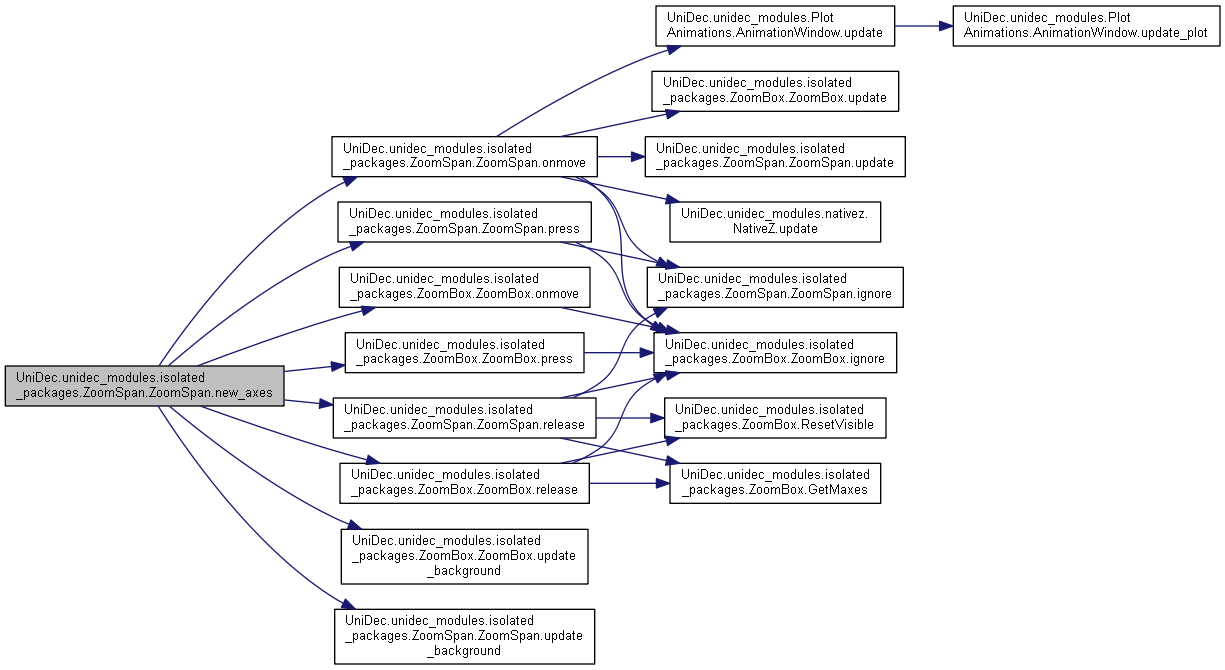 UniDec.unidec_modules.Plot
Animations.AnimationWindow.update
UniDec.unidec_modules.Plot
Animations.AnimationWindow.update_plot
UniDec.unidec_modules.isolated
_packages.ZoomBox.ZoomBox.update
UniDec.unidec_modules.isolated
_packages.ZoomSpan.ZoomSpan.onmove
UniDec.unidec_modules.isolated
_packages.ZoomSpan.ZoomSpan.update
UniDec.unidec_modules.isolated
_packages.ZoomSpan.ZoomSpan.press
UniDec.unidec_modules.nativez.
NativeZ.update
UniDec.unidec_modules.isolated
_packages.ZoomBox.ZoomBox.onmove
UniDec.unidec_modules.isolated
_packages.ZoomSpan.ZoomSpan.ignore
UniDec.unidec_modules.isolated
_packages.ZoomBox.ZoomBox.press
UniDec.unidec_modules.isolated
_packages.ZoomBox.ZoomBox.ignore
UniDec.unidec_modules.isolated
_packages.ZoomSpan.ZoomSpan.new_axes
UniDec.unidec_modules.isolated
_packages.ZoomSpan.ZoomSpan.release
UniDec.unidec_modules.isolated
_packages.ZoomBox.ResetVisible
UniDec.unidec_modules.isolated
_packages.ZoomBox.ZoomBox.release
UniDec.unidec_modules.isolated
_packages.ZoomBox.GetMaxes
UniDec.unidec_modules.isolated
_packages.ZoomBox.ZoomBox.update
_background
UniDec.unidec_modules.isolated
_packages.ZoomSpan.ZoomSpan.update
_background